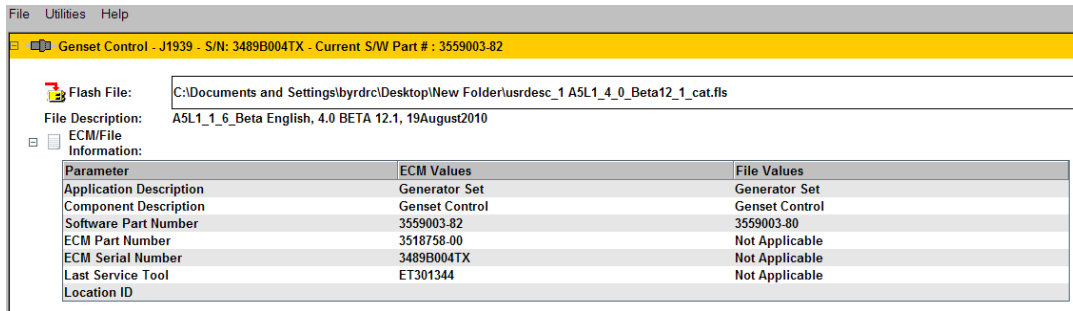 File Utilities Help
Genset Control - J1939 - S/N: 3489B004TX - Current S/W Part # : 3559003-82
Flash File: C:\Documents and Settings\byrdrc\Desktop\New Folder\usrdesc_1 A5L1_4_0_Beta12_1_cat.fls
File Description: A5L1_1_6_Beta English, 4.0 BETA 12.1, 19August2010
ECM/File
Information:
Parameter ECM Values File Values
Application Description Generator Set Generator Set
Component Description Genset Control Genset Control
Software Part Number 3559003-82 3559003-80
ECM Part Number 3518758-00 Not Applicable
ECM Serial Number 3489B004TX Not Applicable
Last Service Tool ET301344 Not Applicable
Location ID